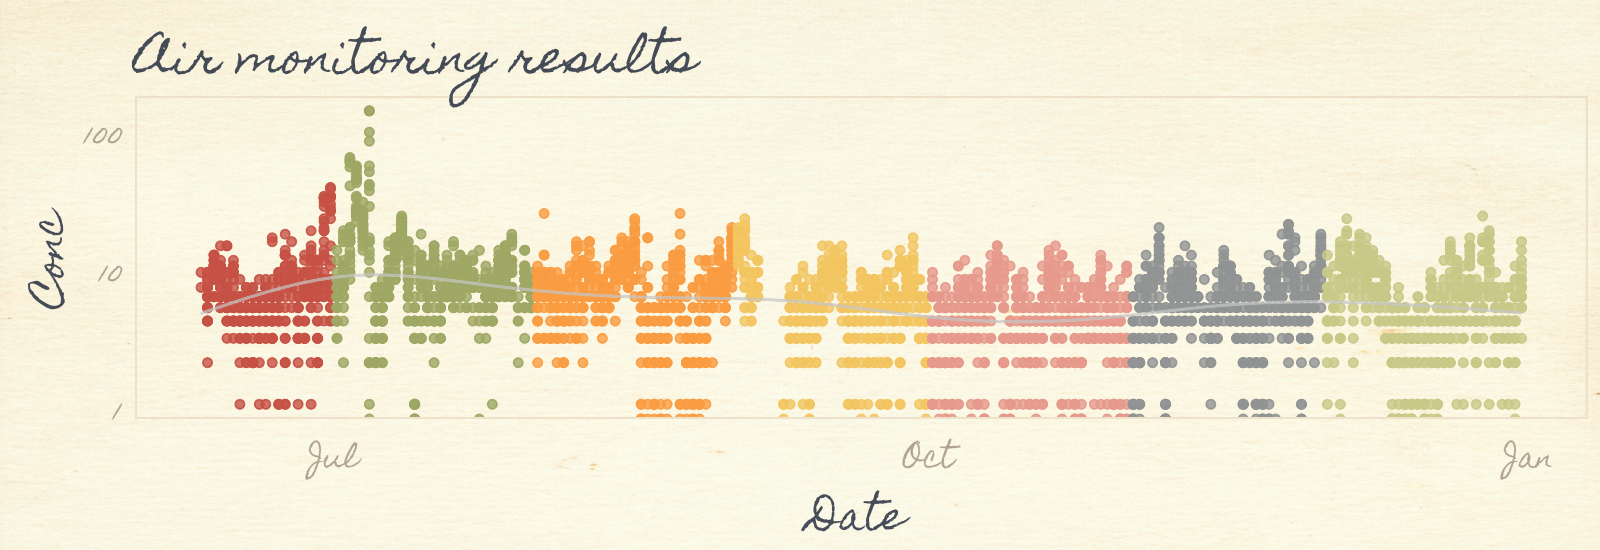 Air monitoring results
100
10
1
Conc
Jul
Oct
Jan
Date